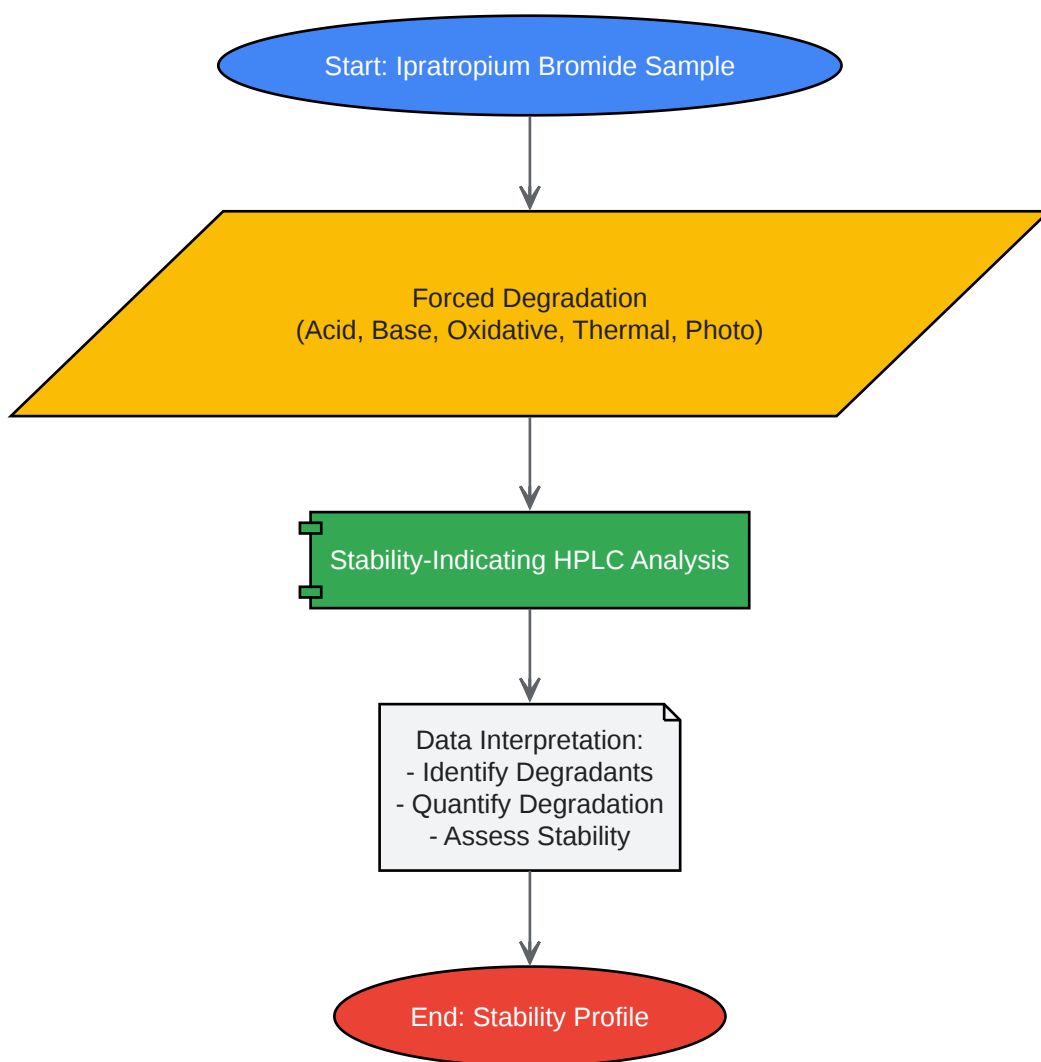 Start: Ipratropium Bromide Sample
Forced Degradation
(Acid, Base, Oxidative, Thermal, Photo)
Stability-Indicating HPLC Analysis
Data Interpretation:
- Identify Degradants
- Quantify Degradation
- Assess Stability
End: Stability Profile